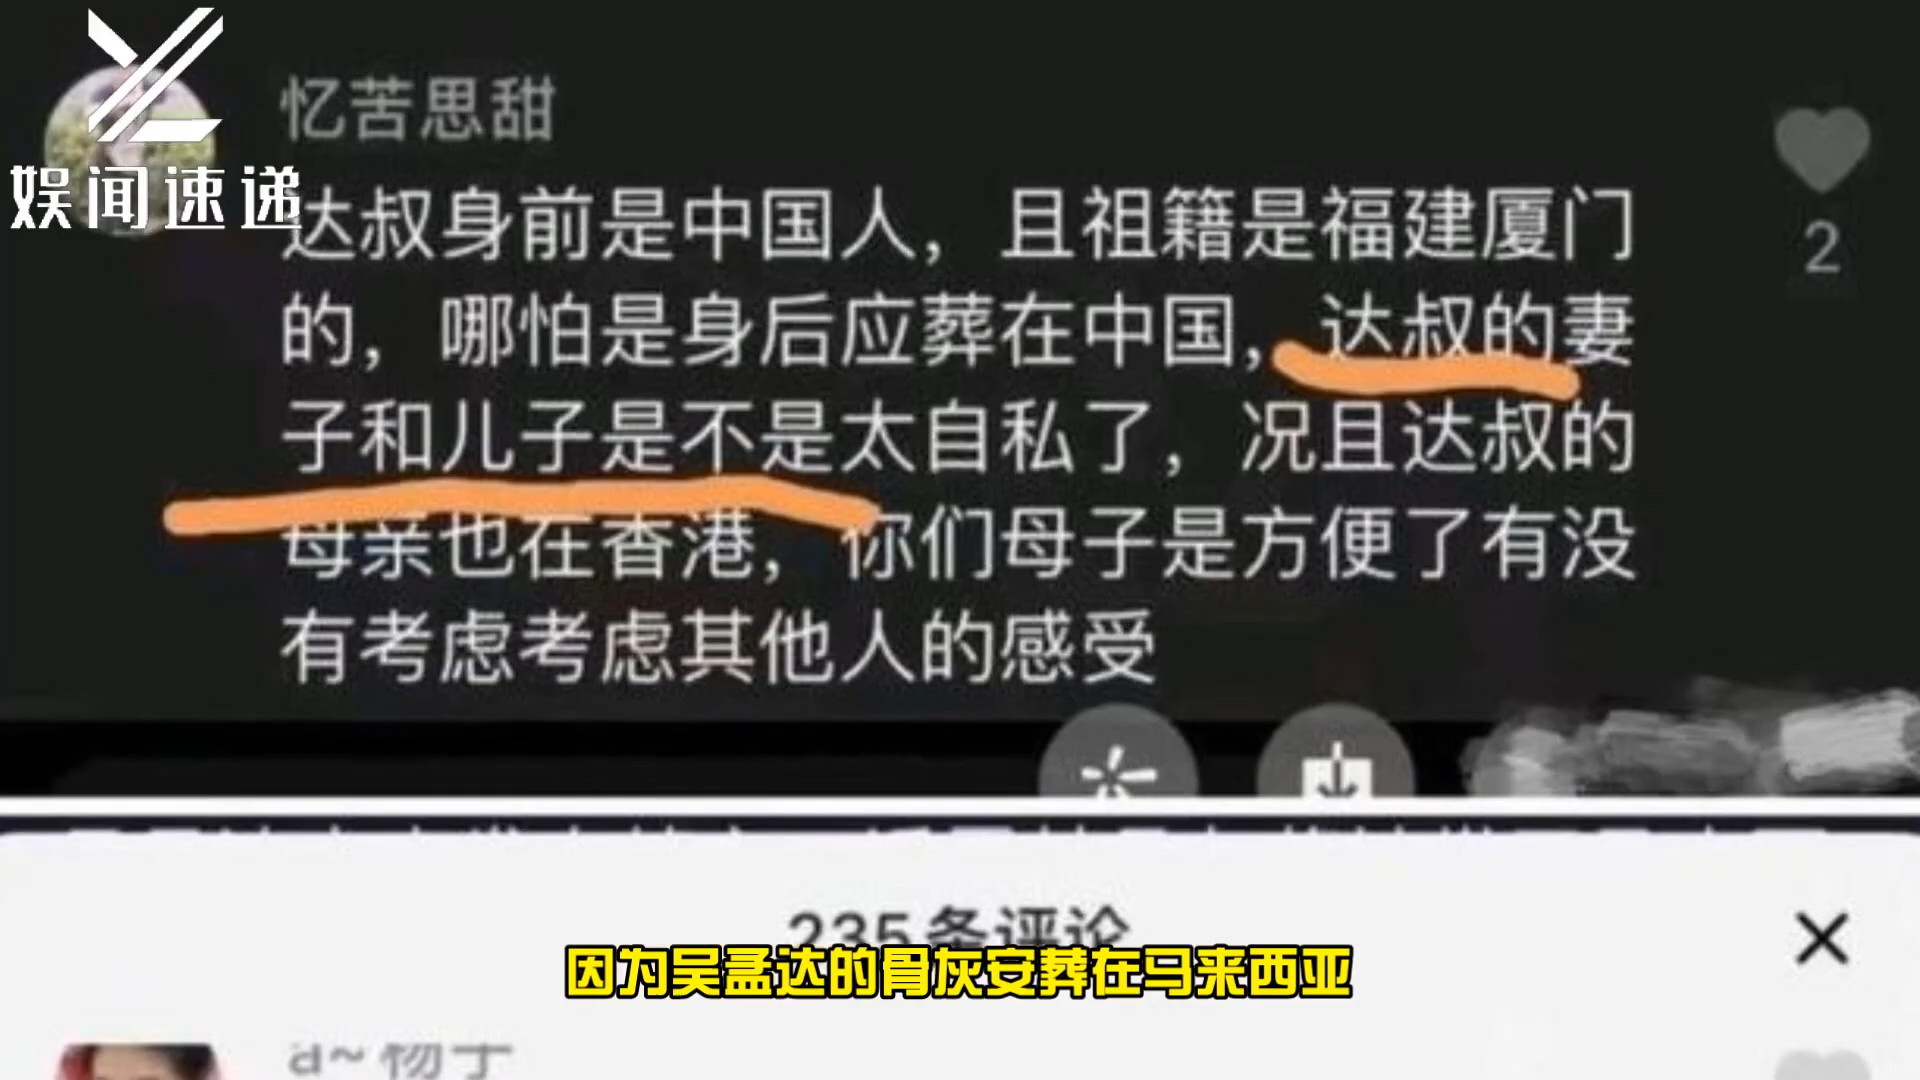 忆苦思甜
娱闻速递
达叔身前是中国人，且祖籍是福建厦门
2
的，哪怕是身后应葬在中国，达叔的妻
子和儿子是不是太自私了，况且达叔的
母亲也在香港，你们母子是方便了有没
有考虑考虑其他人的感受
235条评论
因为吴孟达的骨灰安葬在马来西亚